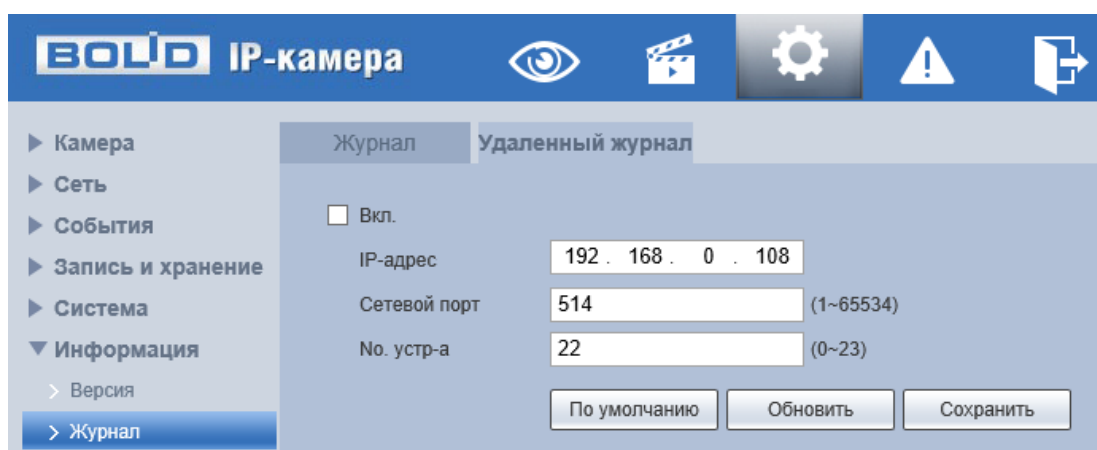 BOLID IP-камера
Камера
Сеть
События
Запись и хранение
Система
Информация
Версия
Журнал
Журнал Удаленный журнал
Вкл.
IP-адрес 192 . 168 . 0 . 108
Сетевой порт 514 (1~65534)
No. устр-а 22 (0~23)
По умолчанию Обновить Сохранить